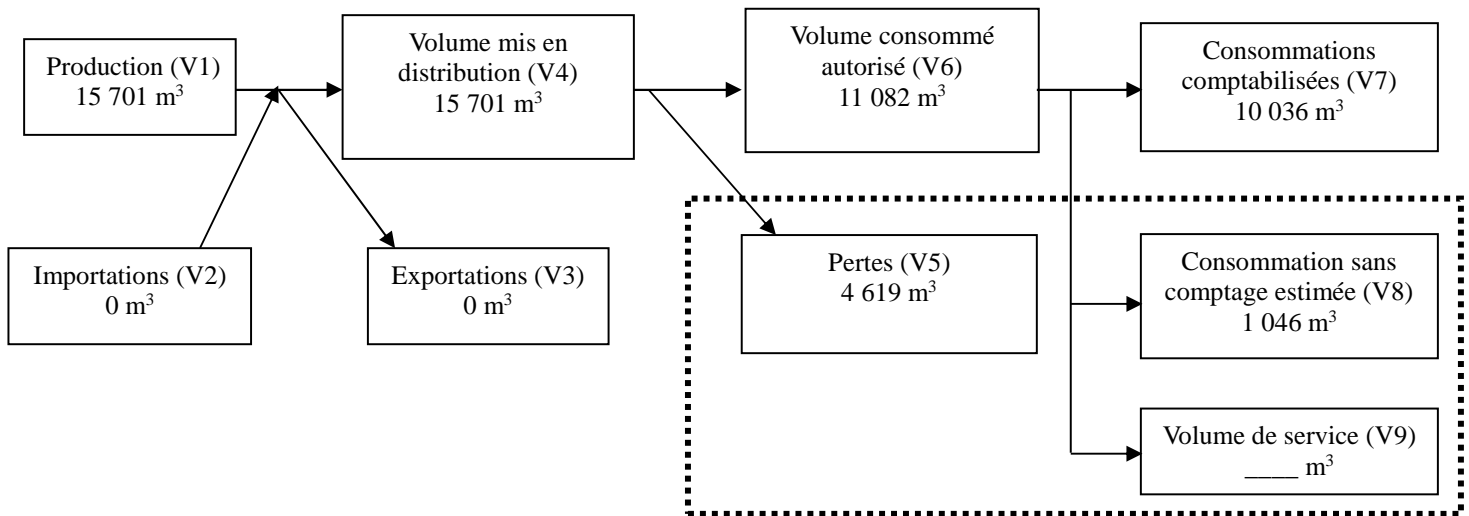 Production (V1)
15 701 m³
Volume mis en
distribution (V4)
15 701 m³
Volume consommé
autorisé (V6)
11 082 m³
Consommations
comptabilisées (V7)
10 036 m³
Importations (V2)
0 m³
Exportations (V3)
0 m³
Pertes (V5)
4 619 m³
Consommation sans
comptage estimée (V8)
1 046 m³
Volume de service (V9)
____ m³